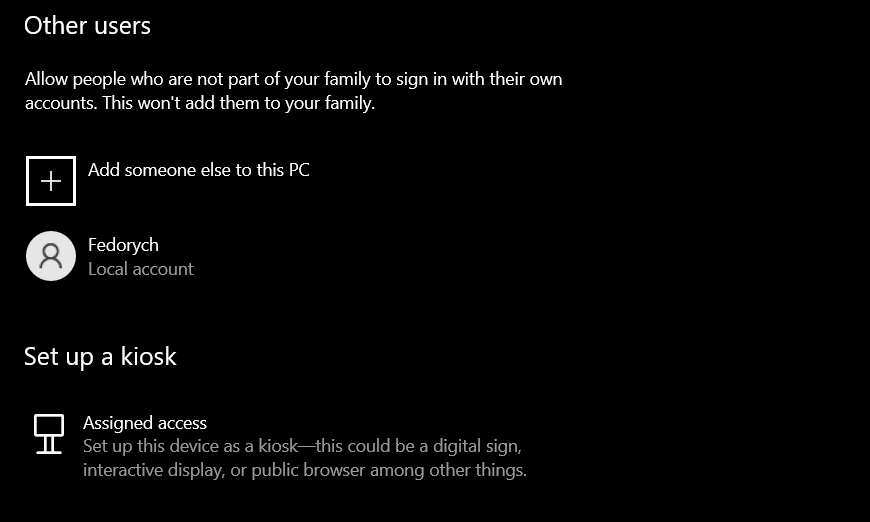 Other users
Allow people who are not part of your family to sign in with their own
accounts. This won't add them to your family.
Add someone else to this PC
Fedorych
Local account
Set up a kiosk
Assigned access
Set up this device as a kiosk—this could be a digital sign,
interactive display, or public browser among other things.